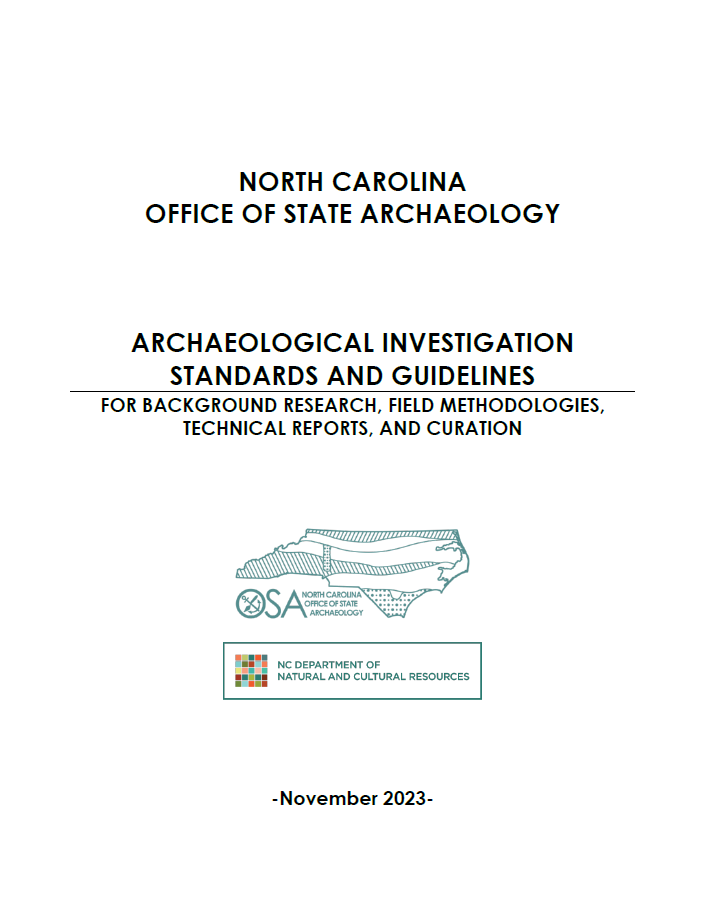 NORTH CAROLINA
OFFICE OF STATE ARCHAEOLOGY
ARCHAEOLOGICAL INVESTIGATION
STANDARDS AND GUIDELINES
FOR BACKGROUND RESEARCH, FIELD METHODOLOGIES,
TECHNICAL REPORTS, AND CURATION
OSA
NORTH CAROLINA
OFFICE OF STATE
ARCHAEOLOGY
NC DEPARTMENT OF
NATURAL AND CULTURAL RESOURCES
-November 2023-